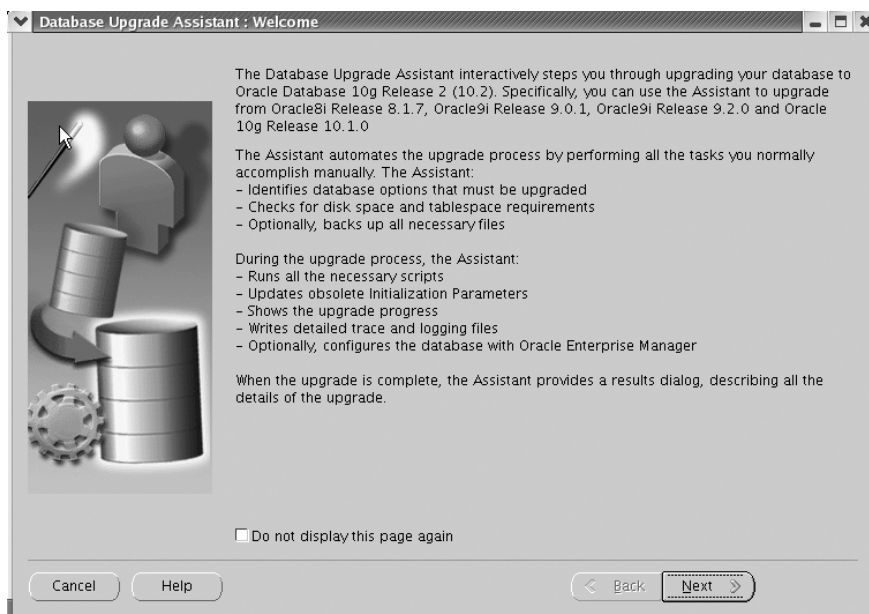 Database Upgrade Assistant : Welcome
The Database Upgrade Assistant interactively steps you through upgrading your database to
Oracle Database 10g Release 2 (10.2). Specifically, you can use the Assistant to upgrade
from Oracle8i Release 8.1.7, Oracle9i Release 9.0.1, Oracle9i Release 9.2.0 and Oracle
10g Release 10.1.0
The Assistant automates the upgrade process by performing all the tasks you normally
accomplish manually. The Assistant:
– Identifies database options that must be upgraded
– Checks for disk space and tablespace requirements
– Optionally, backs up all necessary files
During the upgrade process, the Assistant:
– Runs all the necessary scripts
– Updates obsolete Initialization Parameters
– Shows the upgrade progress
– Writes detailed trace and logging files
– Optionally, configures the database with Oracle Enterprise Manager
When the upgrade is complete, the Assistant provides a results dialog, describing all the
details of the upgrade.
Do not display this page again
Cancel Help Back Next